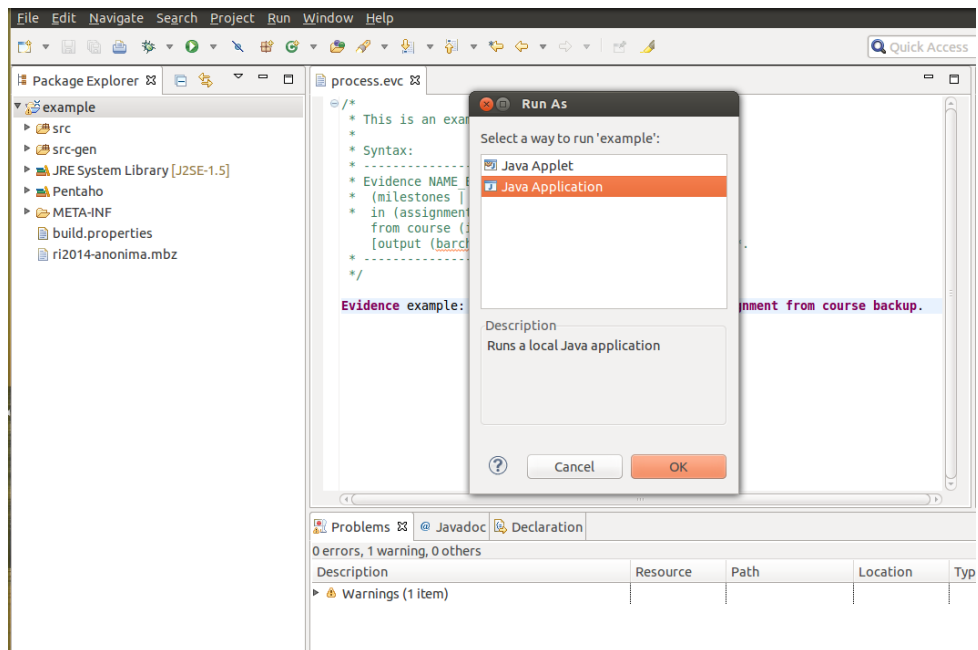 File Edit Navigate Search Project Run Window Help
Quick Access
Package Explorer
process.evc
example
src
src-gen
JRE System Library [J2SE-1.5]
Pentaho
META-INF
build.properties
ri2014-anonima.mbz
/*
* This is an exam
*
* Syntax:
* ---------------
* Evidence NAME_E
* (milestones |
* in (assignment
from course (i
[output (barch
* ---------------
*/
Evidence example:
nment from course backup.
Run As
Select a way to run 'example':
Java Applet
Java Application
Description
Runs a local Java application
Cancel OK
Problems @ Javadoc Declaration
0 errors, 1 warning, 0 others
Description Resource Path Location Typ
Warnings (1 item)